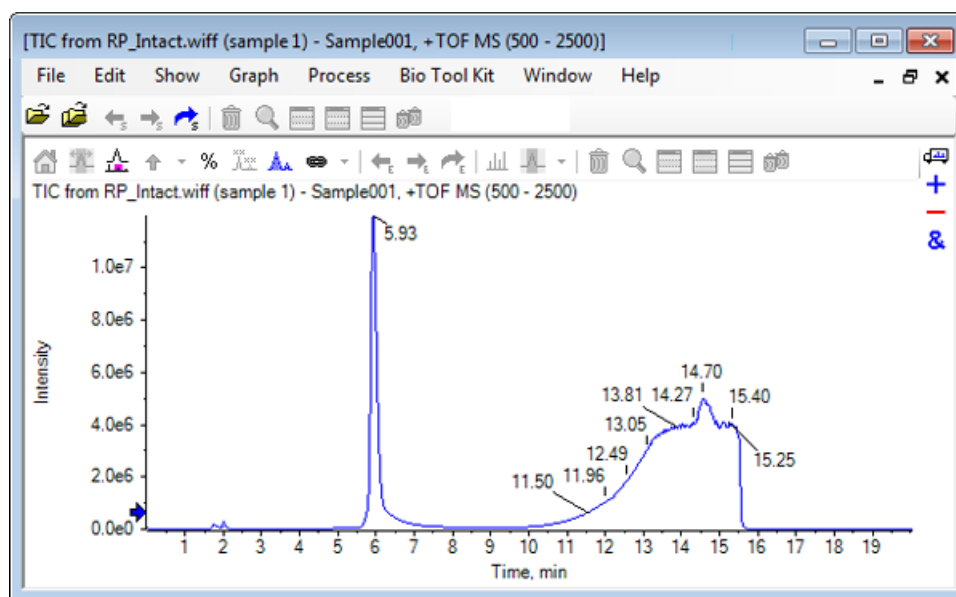 [TIC from RP_Intact.wiff (sample 1) - Sample001, +TOF MS (500 - 2500)]
File Edit Show Graph Process Bio Tool Kit Window Help
S S S
% E E E
TIC from RP_Intact.wiff (sample 1) - Sample001, +TOF MS (500 - 2500)
&
5.93
1.0e7
8.0e6
Intensity
6.0e6
14.70
13.81 14.27 15.40
4.0e6
13.05
12.49
15.25
11.96
11.50
2.0e6
0.0e0
1 2 3 4 5 6 7 8 9 10 11 12 13 14 15 16 17 18 19
Time, min